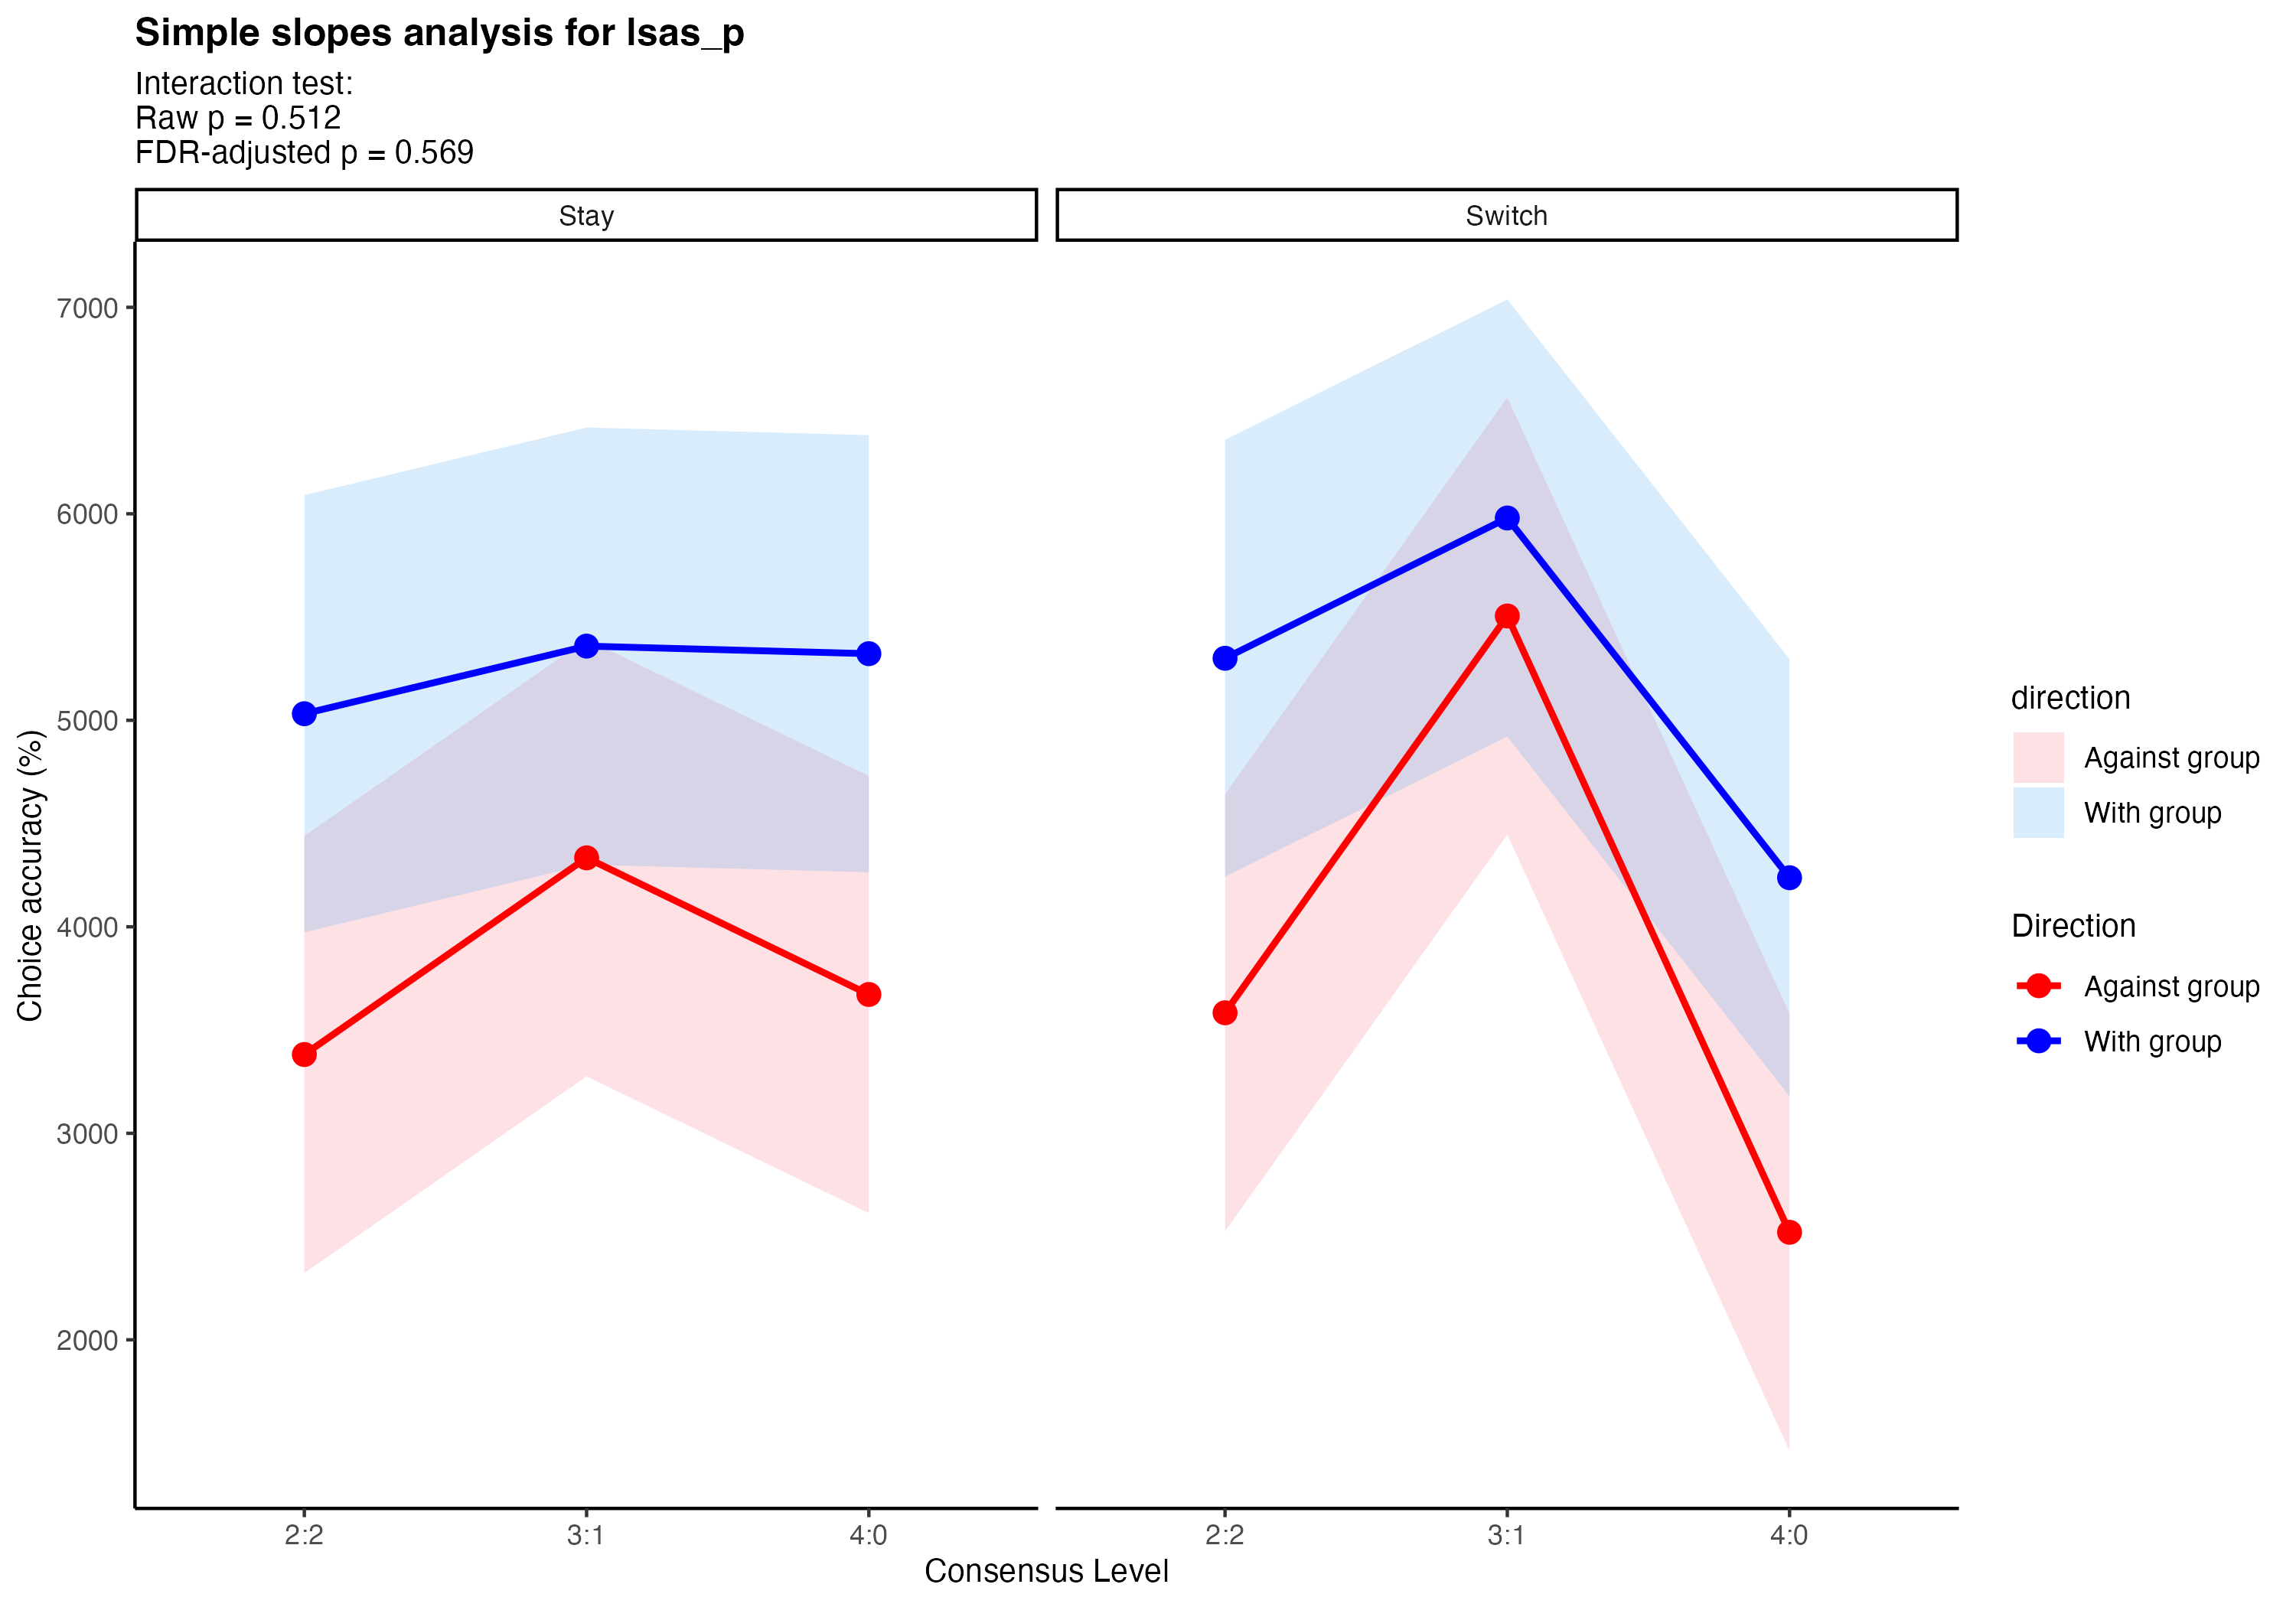 Simple slopes analysis for lsas_p
Interaction test:
Raw p = 0.512
FDR-adjusted p = 0.569
Stay
Switch
7000
6000
5000
4000
3000
2000
Choice accuracy (%)
2:2
3:1
4:0
2:2
3:1
4:0
Consensus Level
direction
Against group
With group
Direction
Against group
With group